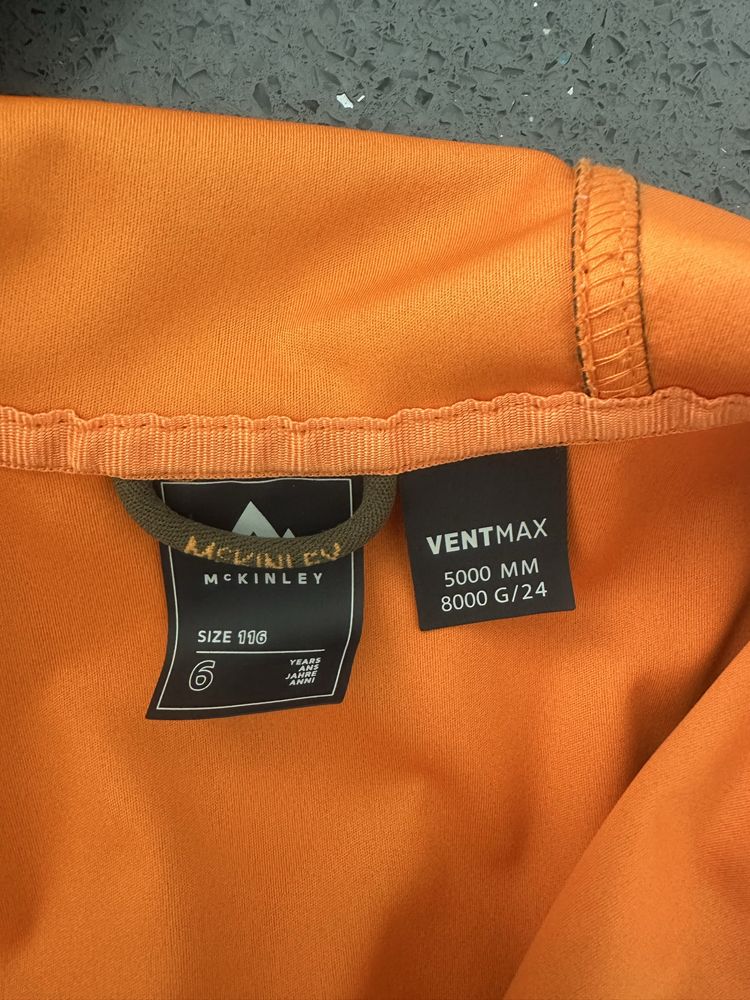 McKINLEY
McKINLEY
SIZE 116
6
YEARS
ANS
JAHRE
ANNI
VENTMAX
5000 MM
8000 G/24